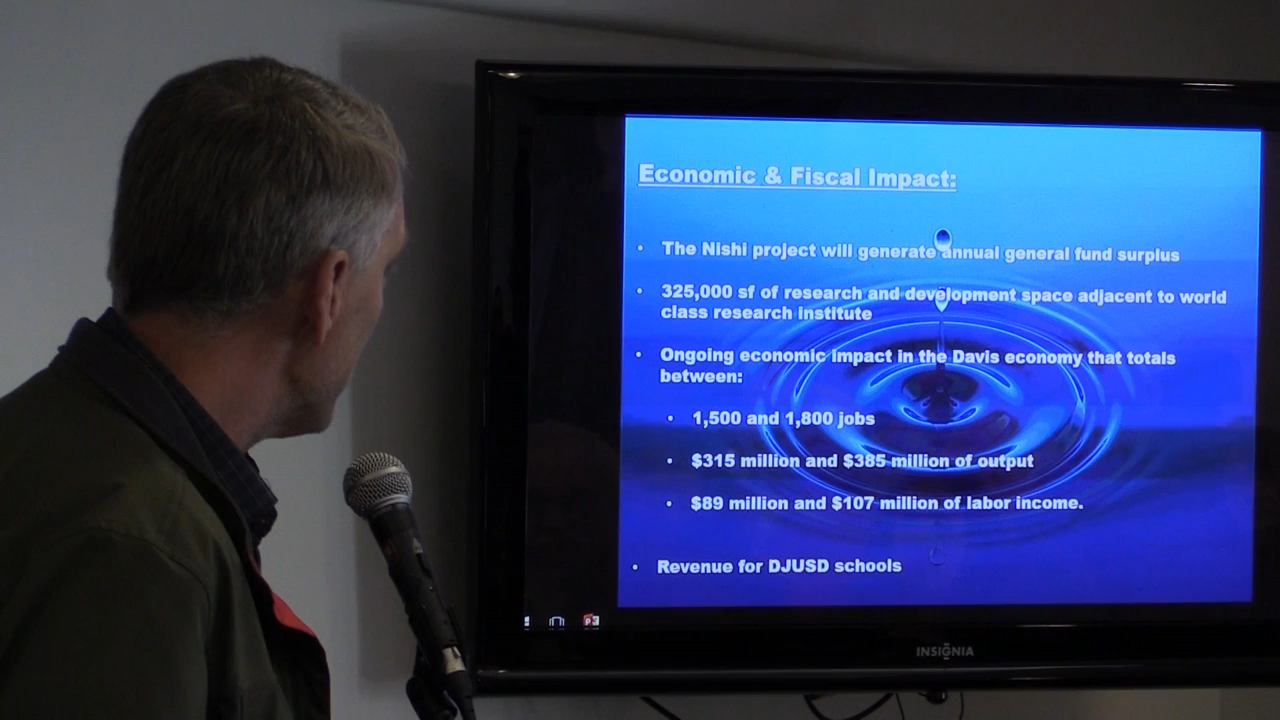 Economic & Fiscal Impact:
• The Nishi project will generate annual general fund surplus
• 325,000 sf of research and development space adjacent to world
class research institute
• Ongoing economic impact in the Davis economy that totals
between:
• 1,500 and 1,800 jobs
• $315 million and $385 million of output
• $89 million and $107 million of labor income.
• Revenue for DJUSD schools
INSIGNIA